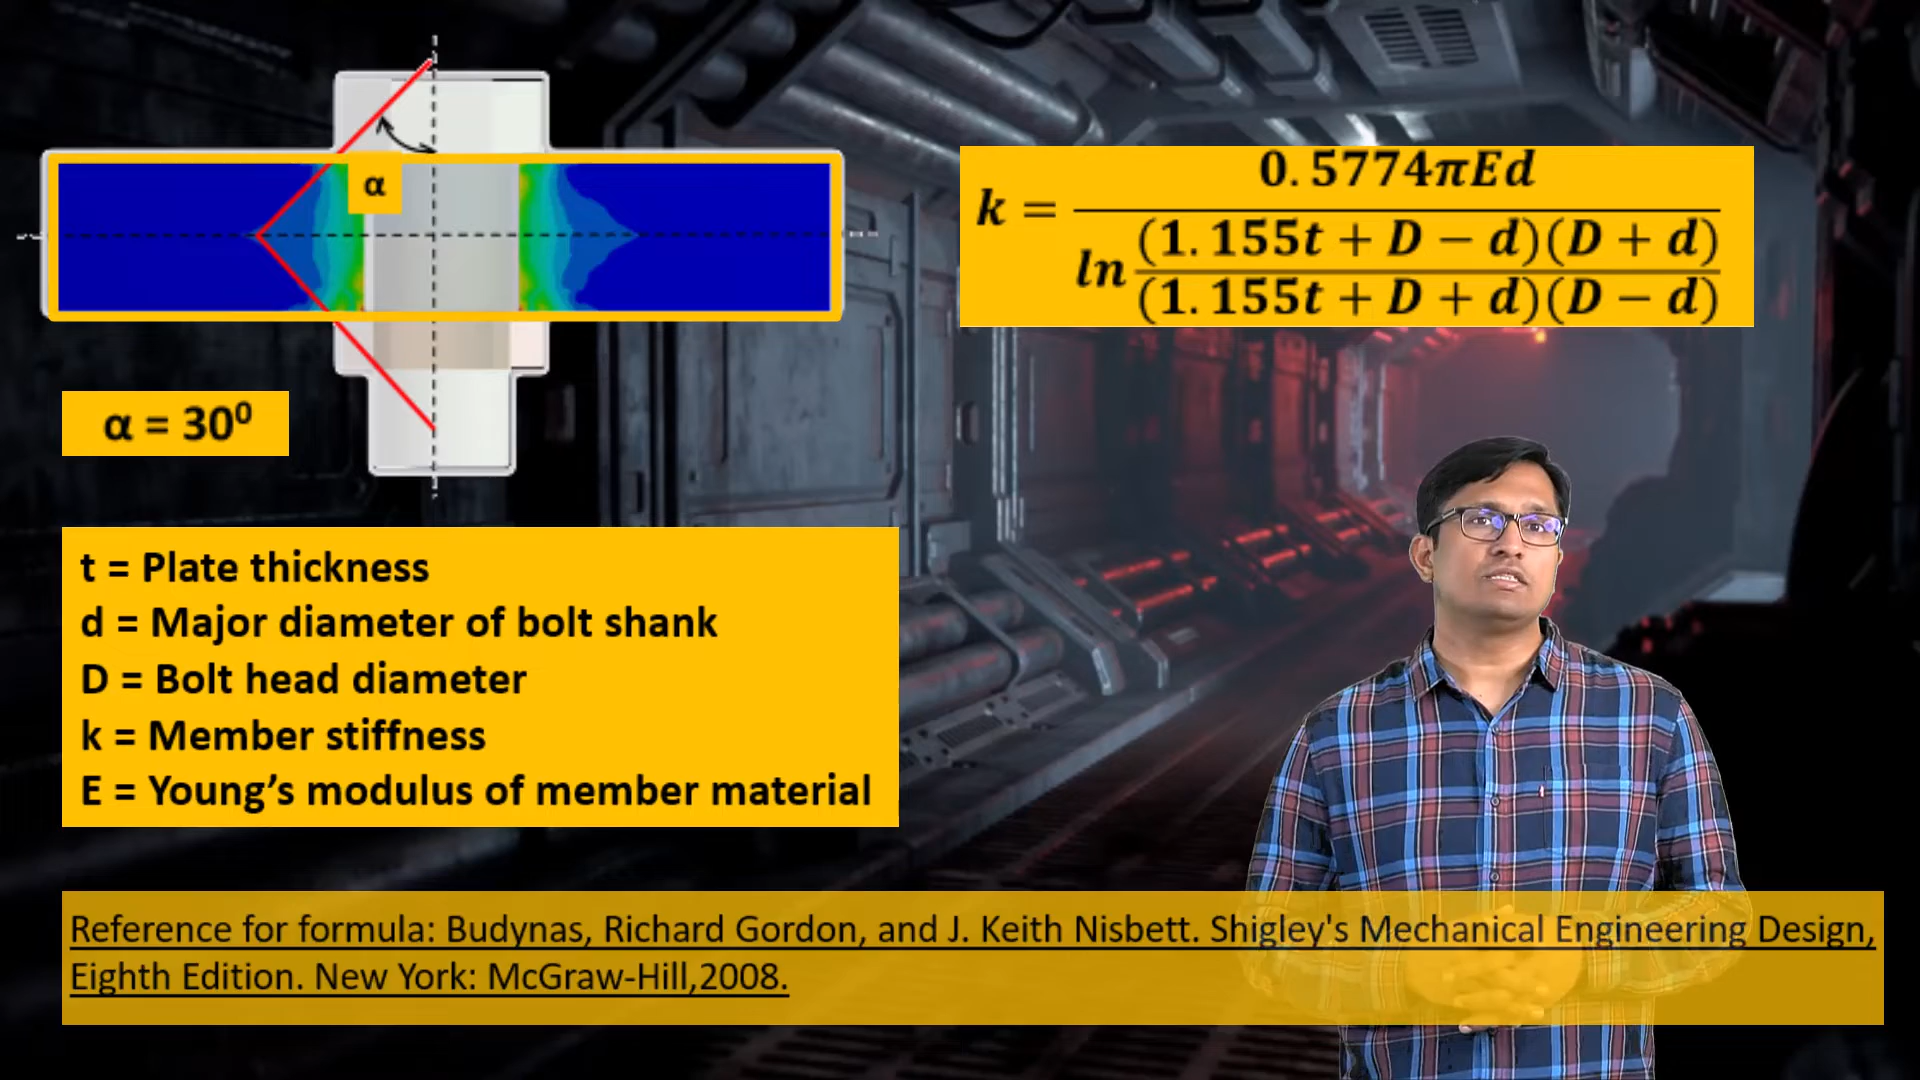 α
α = 30⁰
k = 0.5774πEd
ln (1.155t + D − d)(D + d)
(1.155t + D + d)(D − d)
t = Plate thickness
d = Major diameter of bolt shank
D = Bolt head diameter
k = Member stiffness
E = Young’s modulus of member material
Reference for formula: Budynas, Richard Gordon, and J. Keith Nisbett. Shigley's Mechanical Engineering Design,
Eighth Edition. New York: McGraw-Hill,2008.